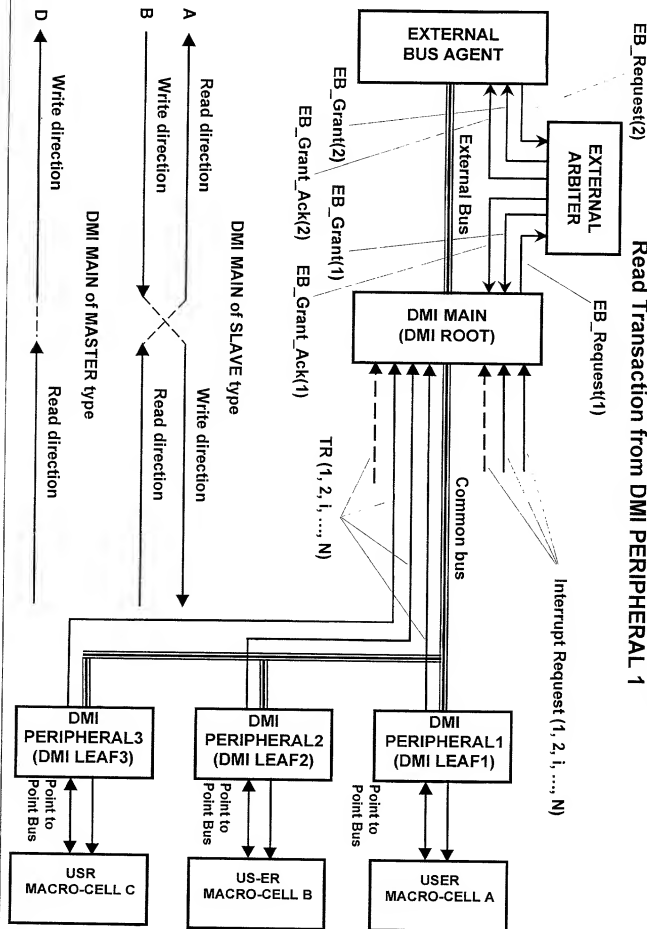 Read Transaction from DMI PERIPHERAL 1
EB_Request(2)
EXTERNAL
BUS AGENT
EXTERNAL
ARBITER
EB_Grant(2)
EB_Grant_Ack(2)
External Bus
EB_Grant(1)
EB_Grant_Ack(1)
EB_Request(1)
DMI MAIN
(DMI ROOT)
Interrupt Request (1, 2, i, ..., N)
TR (1, 2, i, ..., N)
Common bus
A
Read direction
Write direction
B
Write direction
Read direction
DMI MAIN of SLAVE type
D
Write direction
Read direction
DMI MAIN of MASTER type
DMI
PERIPHERAL3
(DMI LEAF3)
DMI
PERIPHERAL2
(DMI LEAF2)
DMI
PERIPHERAL1
(DMI LEAF1)
Point to
Point Bus
Point to
Point Bus
Point to
Point Bus
USR
MACRO-CELL C
US-ER
MACRO-CELL B
USER
MACRO-CELL A